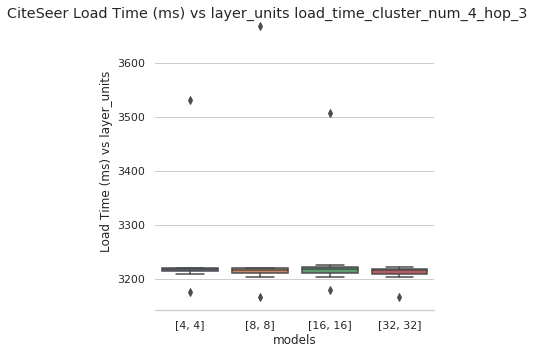 CiteSeer Load Time (ms) vs layer_units load_time_cluster_num_4_hop_3
Load Time (ms) vs layer_units
3600
3500
3400
3300
3200
[4, 4] [8, 8] [16, 16] [32, 32]
models